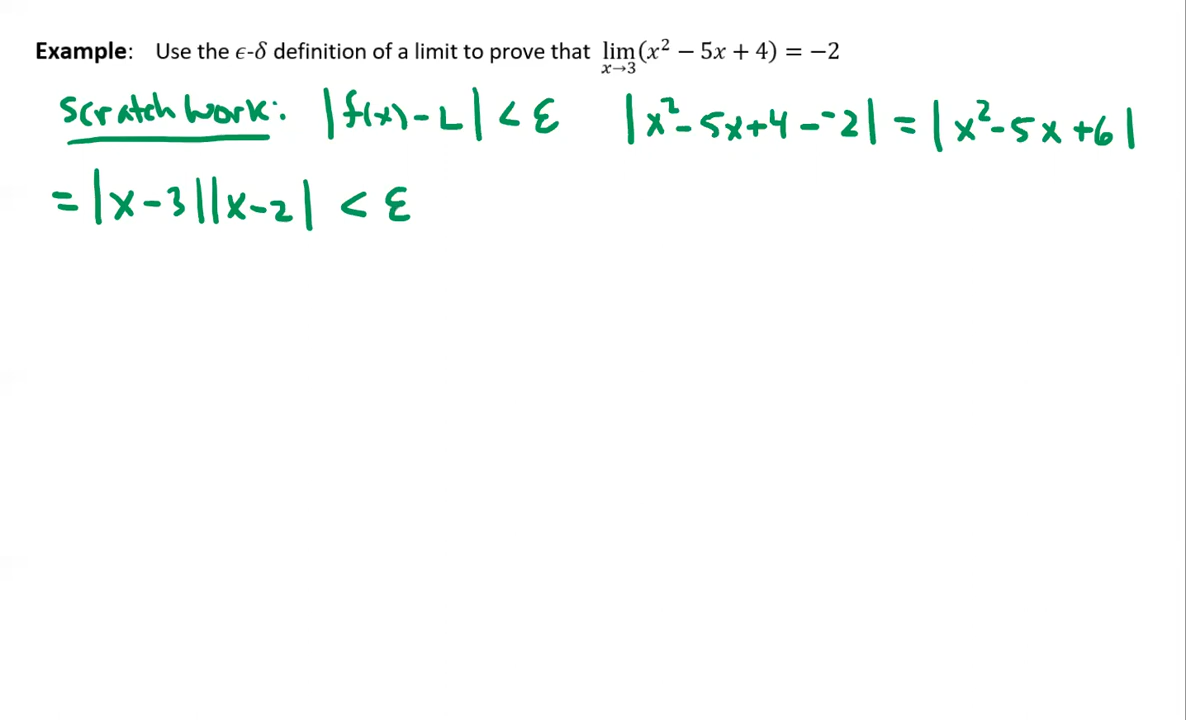 Example: Use the ϵ-δ definition of a limit to prove that lim x→3 (x² − 5x + 4) = −2
Scratch Work: |f(x) - L| < ε |x² - 5x + 4 - -2| = |x² - 5x + 6|
= |x - 3||x - 2| < ε